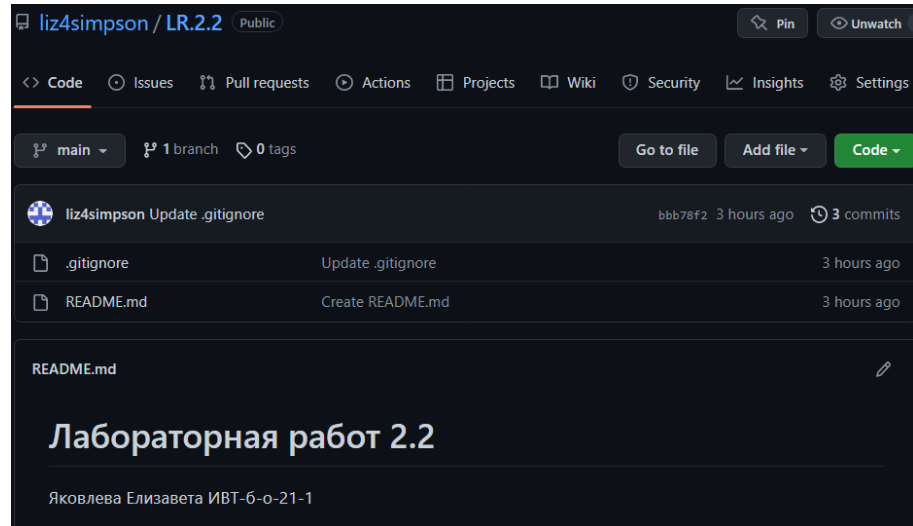 liz4simpson / LR.2.2 Public Pin Unwatch
<> Code Issues Pull requests Actions Projects Wiki Security Insights Settings
main 1 branch 0 tags Go to file Add file Code
liz4simpson Update .gitignore bbb78f2 3 hours ago 3 commits
.gitignore Update .gitignore 3 hours ago
README.md Create README.md 3 hours ago
README.md
Лабораторная работ 2.2
Яковлева Елизавета ИВТ-б-о-21-1